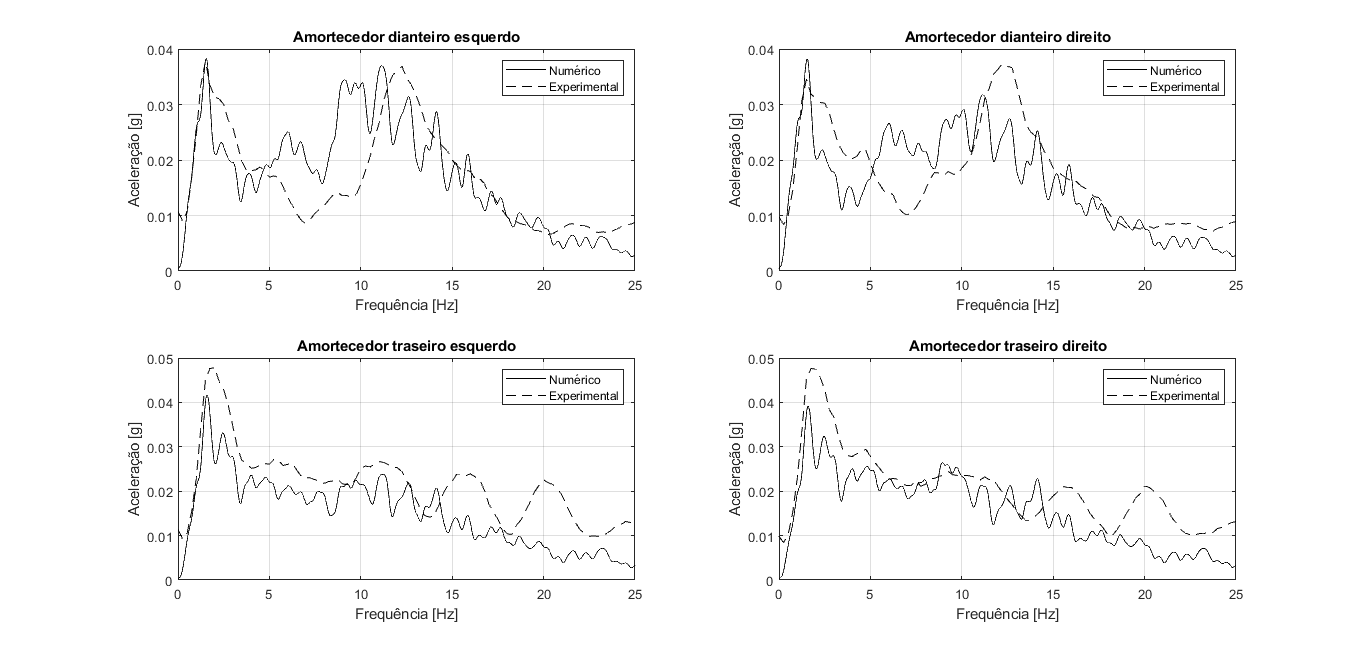 Amortecedor dianteiro esquerdo
0.04
0.03
0.02
0.01
0
Aceleração [g]
Numérico
Experimental
0 5 10 15 20 25
Frequência [Hz]
Amortecedor dianteiro direito
0.04
0.03
0.02
0.01
0
Aceleração [g]
Numérico
Experimental
0 5 10 15 20 25
Frequência [Hz]
Amortecedor traseiro esquerdo
0.05
0.04
0.03
0.02
0.01
0
Aceleração [g]
Numérico
Experimental
0 5 10 15 20 25
Frequência [Hz]
Amortecedor traseiro direito
0.05
0.04
0.03
0.02
0.01
0
Aceleração [g]
Numérico
Experimental
0 5 10 15 20 25
Frequência [Hz]